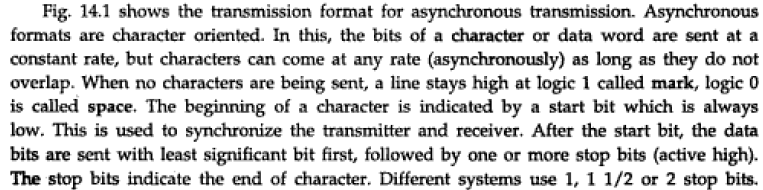 Fig. 14.1 shows the transmission format for asynchronous transmission. Asynchronous
formats are character oriented. In this, the bits of a character or data word are sent at a
constant rate, but characters can come at any rate (asynchronously) as long as they do not
overlap. When no characters are being sent, a line stays high at logic 1 called mark, logic 0
is called space. The beginning of a character is indicated by a start bit which is always
low. This is used to synchronize the transmitter and receiver. After the start bit, the data
bits are sent with least significant bit first, followed by one or more stop bits (active high).
The stop bits indicate the end of character. Different systems use 1, 1 1/2 or 2 stop bits.